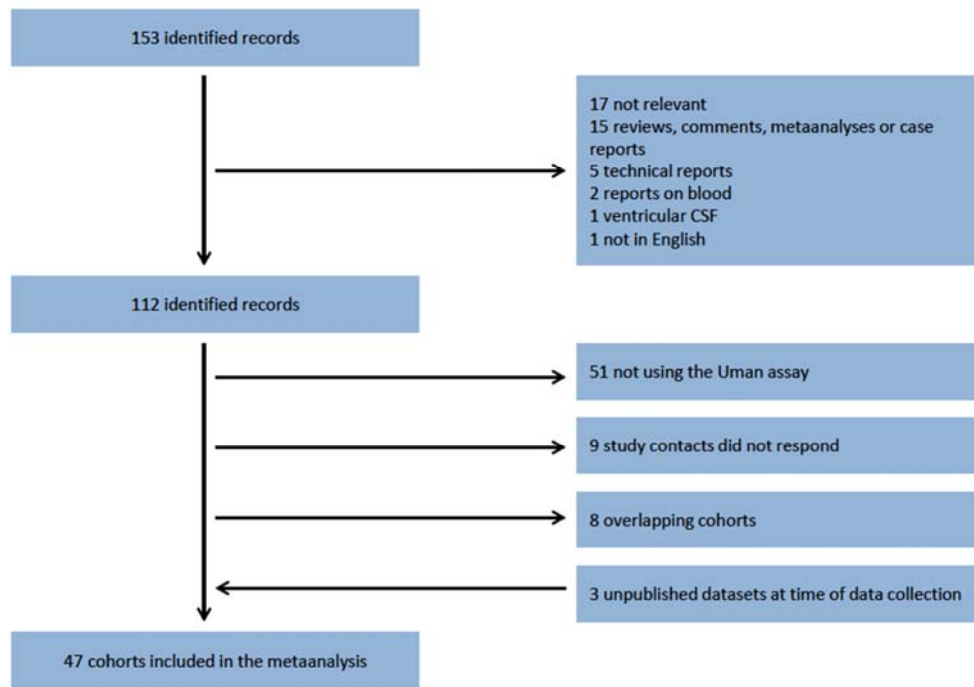 153 identified records
17 not relevant
15 reviews, comments, metaanalyses or case
reports
5 technical reports
2 reports on blood
1 ventricular CSF
1 not in English
112 identified records
51 not using the Uman assay
9 study contacts did not respond
8 overlapping cohorts
3 unpublished datasets at time of data collection
47 cohorts included in the metaanalysis